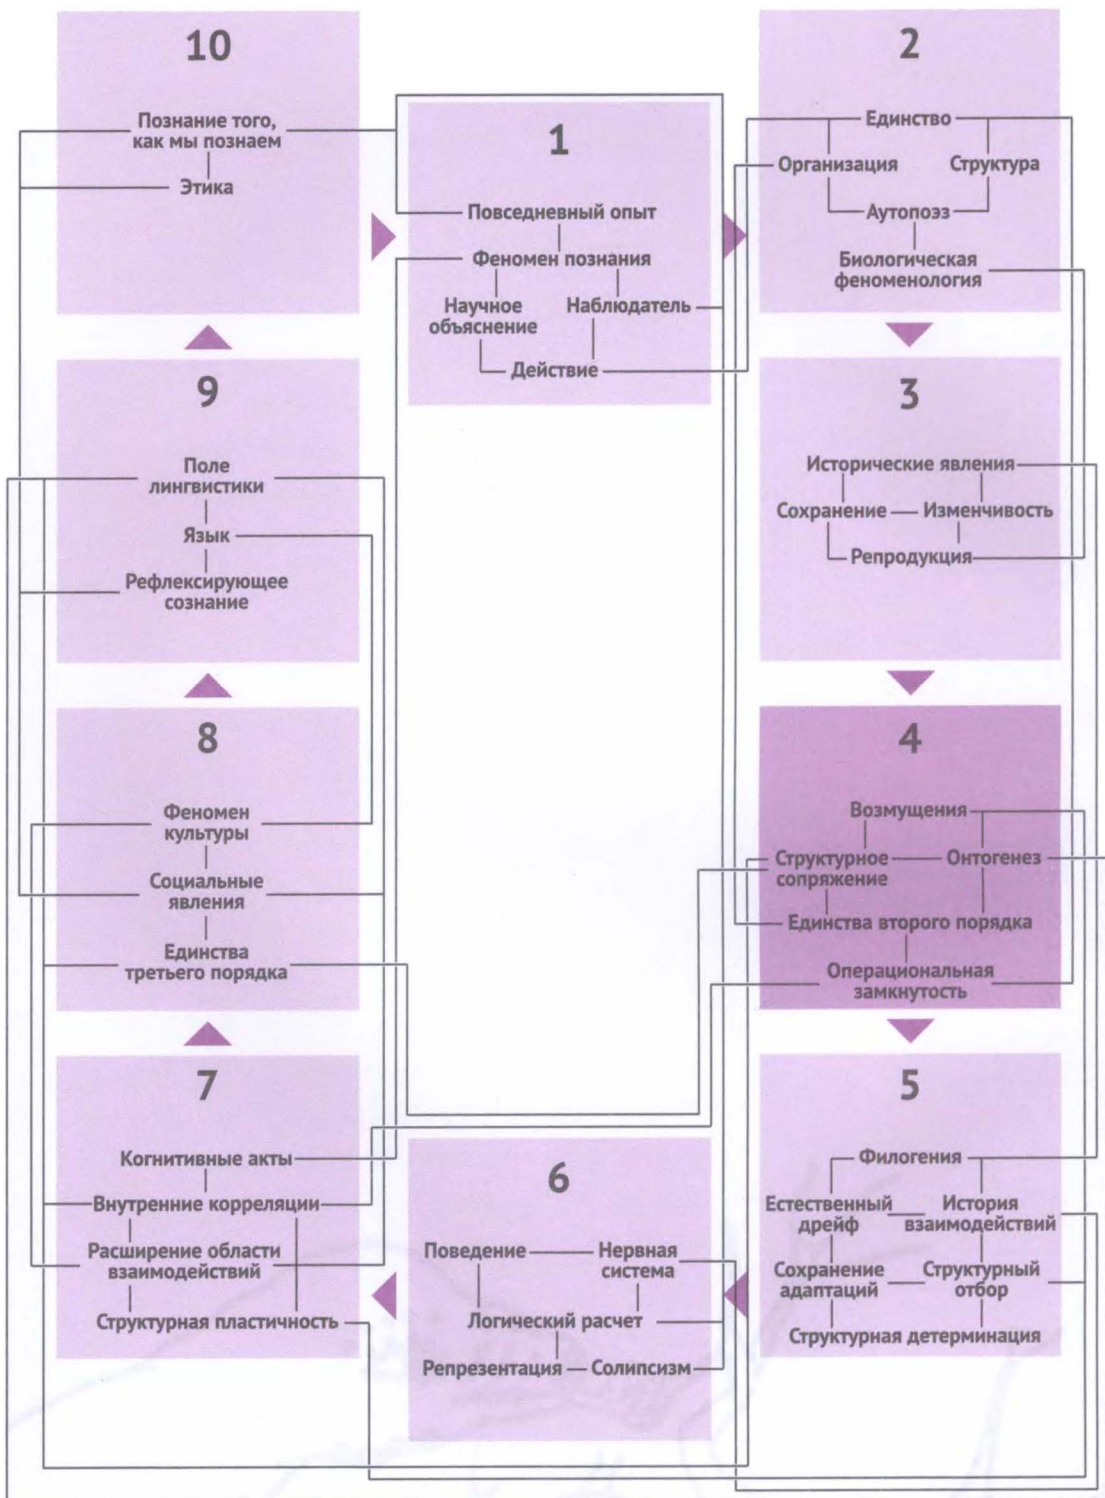 10
Познание того,
как мы познаем
Этика
1
Повседневный опыт
Феномен познания
Научное
объяснение
Наблюдатель
Действие
2
Единство
Организация
Структура
Аутопоэз
Биологическая
феноменология
3
Исторические явления
Сохранение
Изменчивость
Репродукция
4
Возмущения
Структурное
сопряжение
Онтогенез
Единства второго порядка
Операциональная
замкнутость
5
Филогения
Естественный
дрейф
История
взаимодействий
Сохранение
адаптаций
Структурный
отбор
Структурная детерминация
6
Поведение
Нервная
система
Логический расчет
Репрезентация
Солипсизм
7
Когнитивные акты
Внутренние корреляции
Расширение области
взаимодействий
Структурная пластичность
8
Феномен
культуры
Социальные
явления
Единства
третьего порядка
9
Поле
лингвистики
Язык
Рефлексирующее
сознание